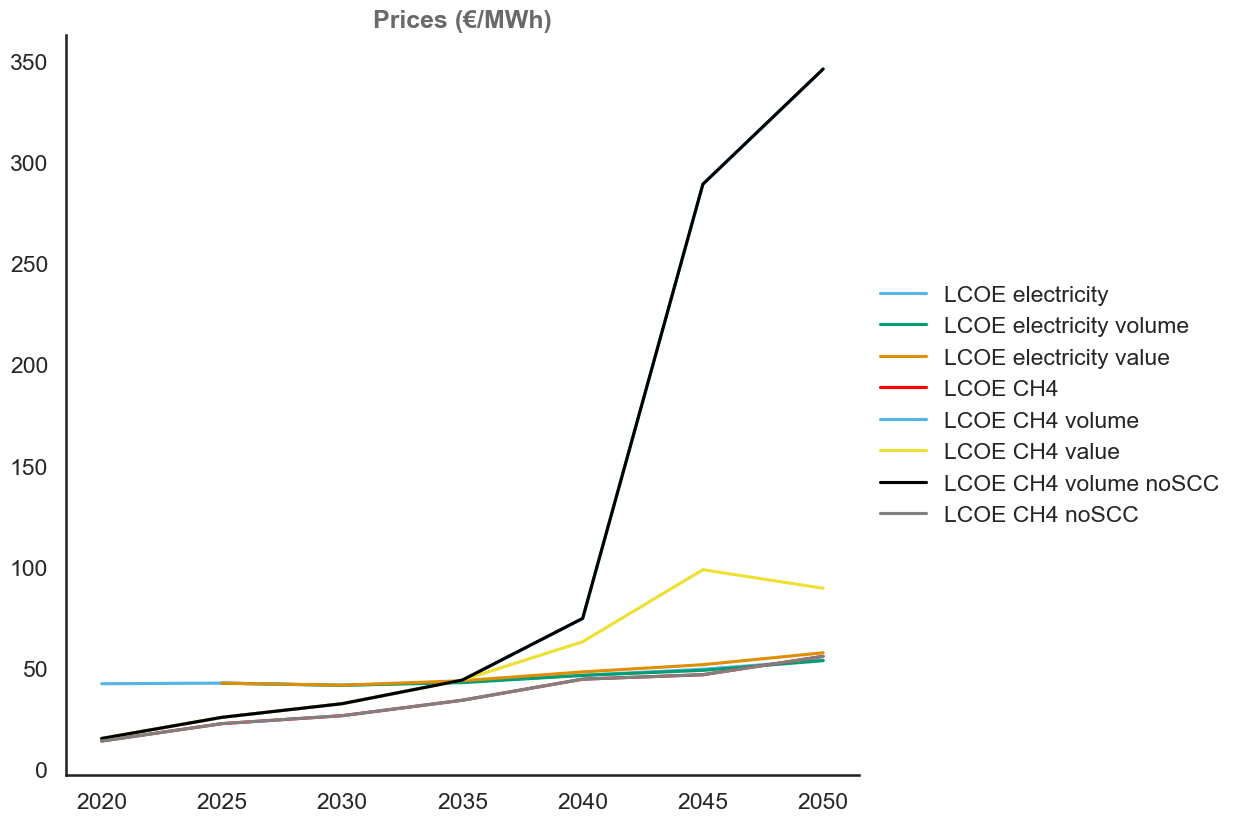 Prices (€/MWh)
350
300
250
200
150
100
50
0
2020 2025 2030 2035 2040 2045 2050
LCOE electricity
LCOE electricity volume
LCOE electricity value
LCOE CH4
LCOE CH4 volume
LCOE CH4 value
LCOE CH4 volume noSCC
LCOE CH4 noSCC